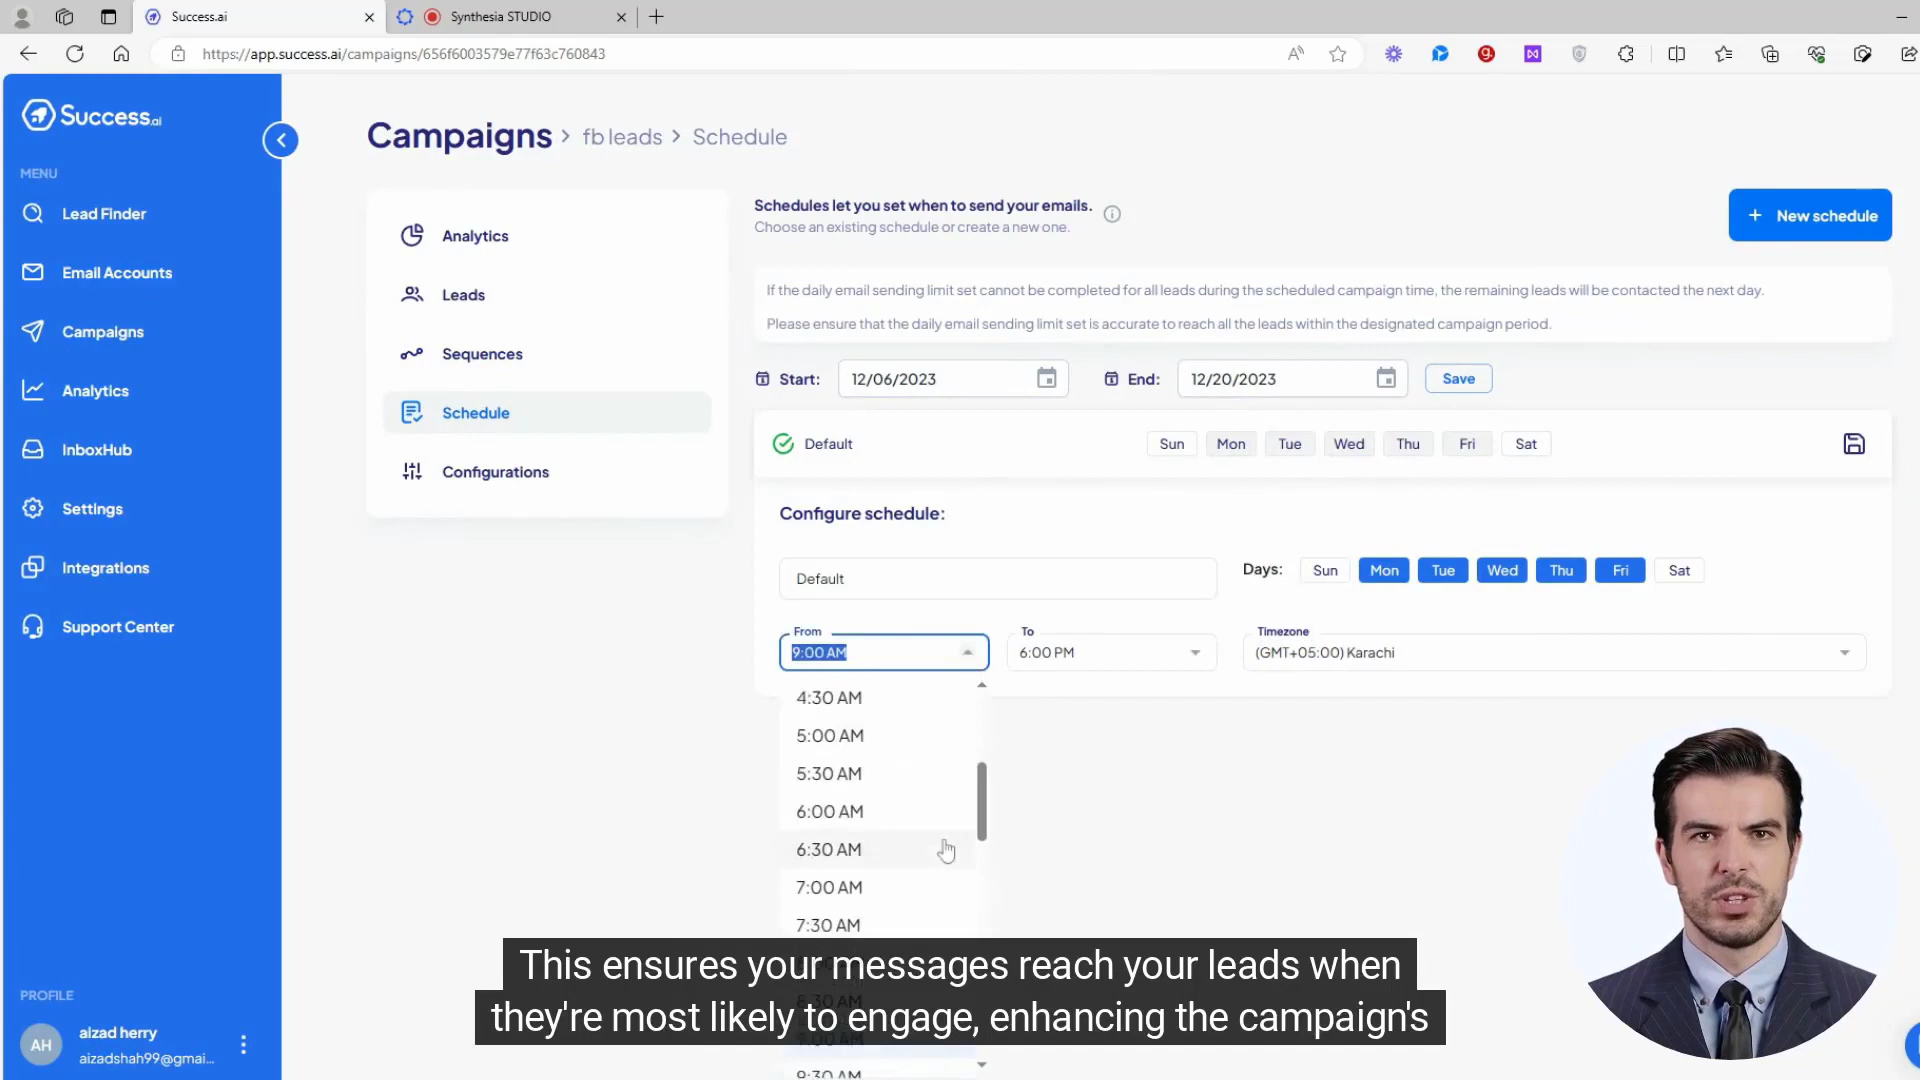 Success.ai
Synthesia STUDIO
https://app.success.ai/campaigns/656f6003579e77f63c760843
Success.ai
MENU
Lead Finder
Email Accounts
Campaigns
Analytics
InboxHub
Settings
Integrations
Support Center
PROFILE
AH
aizad herry
aizadshah99@gmai...
Campaigns > fb leads > Schedule
Analytics
Leads
Sequences
Schedule
Configurations
Schedules let you set when to send your emails.
Choose an existing schedule or create a new one.
+ New schedule
If the daily email sending limit set cannot be completed for all leads during the scheduled campaign time, the remaining leads will be contacted the next day.
Please ensure that the daily email sending limit set is accurate to reach all the leads within the designated campaign period.
Start: 12/06/2023 End: 12/20/2023 Save
Default Sun Mon Tue Wed Thu Fri Sat
Configure schedule:
Default Days: Sun Mon Tue Wed Thu Fri Sat
From To Timezone
9:00 AM 6:00 PM (GMT+05:00) Karachi
4:30 AM
5:00 AM
5:30 AM
6:00 AM
6:30 AM
7:00 AM
7:30 AM
8:30 AM
9:00 AM
9:30 AM
This ensures your messages reach your leads when
they're most likely to engage, enhancing the campaign's